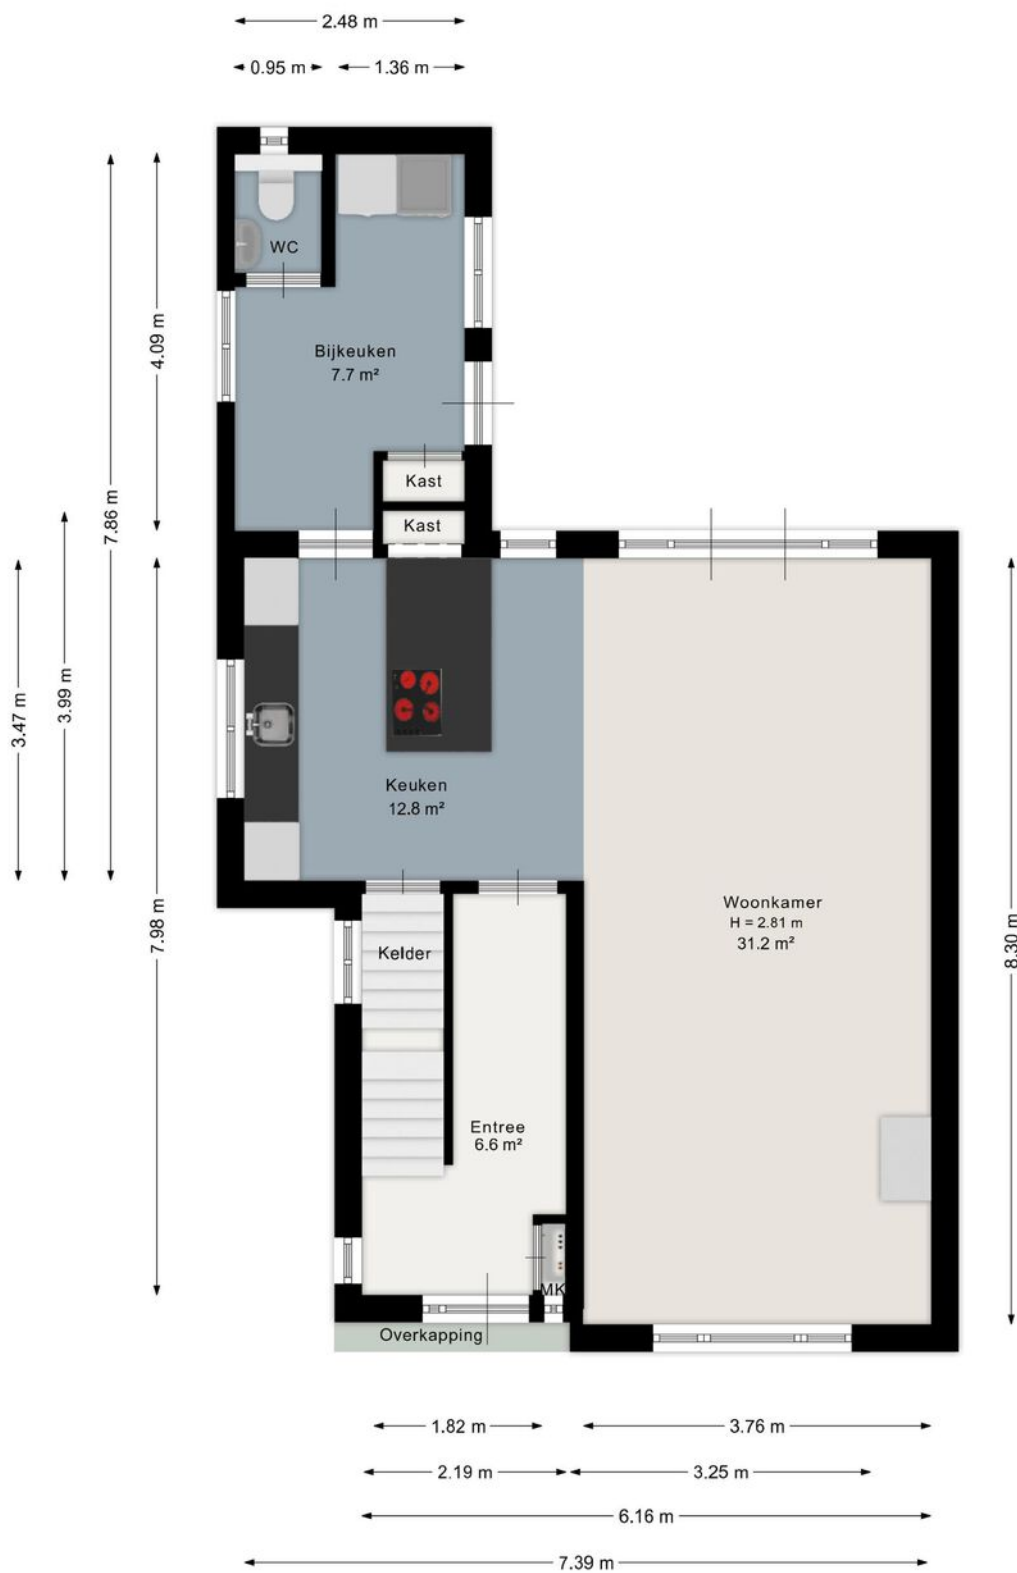 2.48 m
0.95 m
1.36 m
WC
4.09 m
Bijkeuken
7.7 m²
Kast
7.86 m
Kast
3.99 m
3.47 m
Keuken
12.8 m²
7.98 m
Woonkamer
H = 2.81 m
31.2 m²
8.30 m
Kelder
Entree
6.6 m²
MK
Overkapping
1.82 m
3.76 m
2.19 m
3.25 m
6.16 m
7.39 m